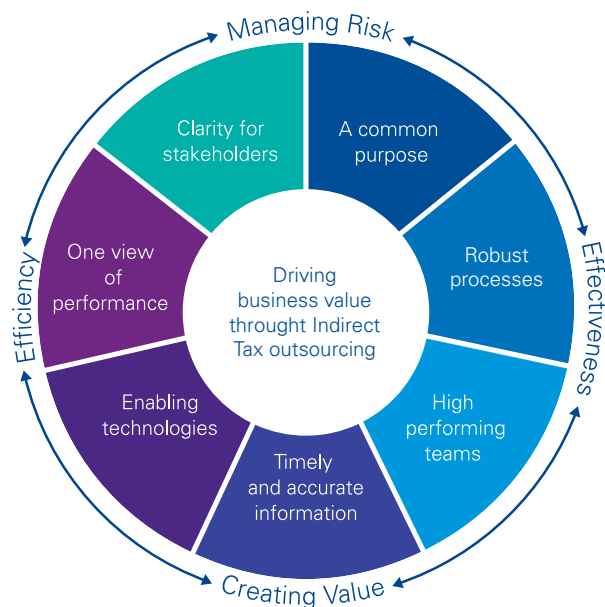 Managing Risk
Clarity for
stakeholders
A common
purpose
One view
of
performance
Robust
processes
Efficiency
Effectiveness
Driving
business value
throught Indirect
Tax outsourcing
Enabling
technologies
High
performing
teams
Timely
and accurate
information
Creating Value